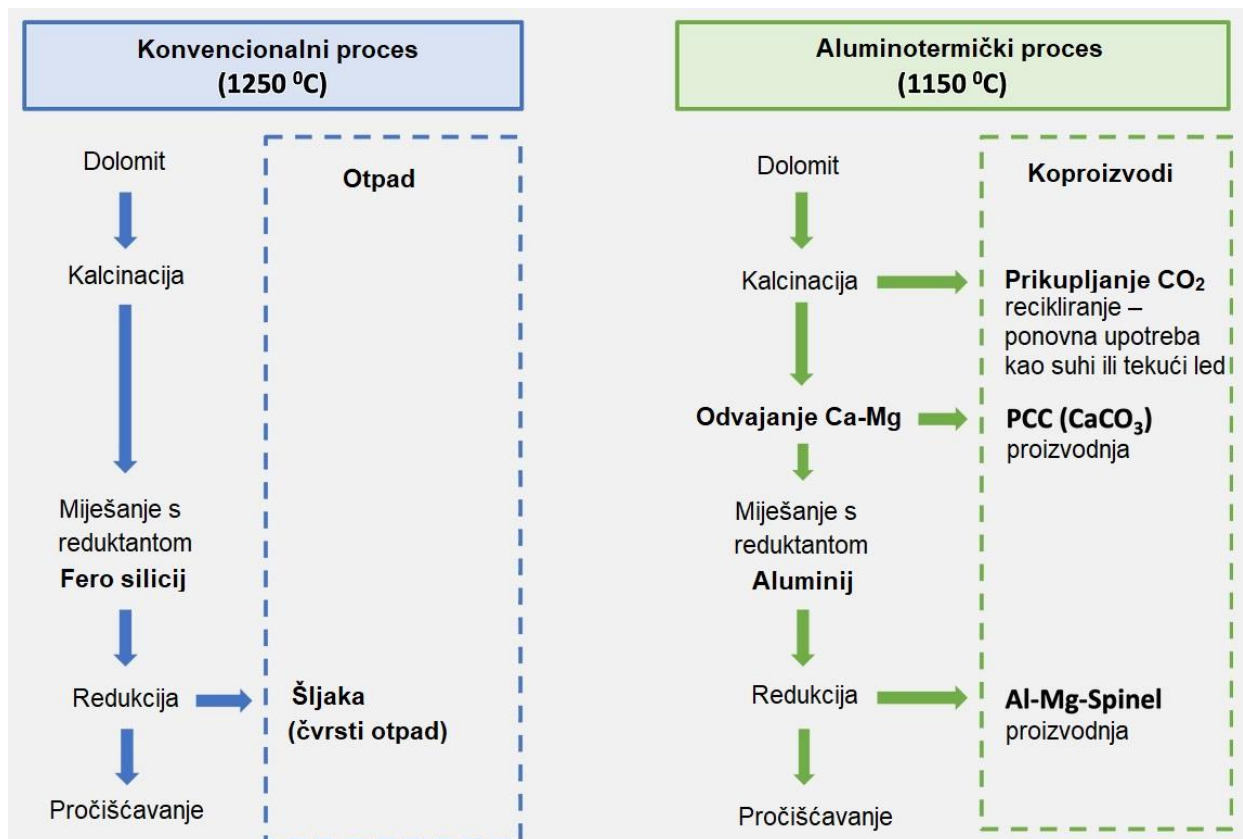 Konvencionalni proces
(1250 ⁰C)
Dolomit
Otpad
Kalcinacija
Miješanje s
reduktantom
Fero silicij
Redukcija
Šljaka
(čvrsti otpad)
Pročišćavanje
Aluminotermički proces
(1150 ⁰C)
Dolomit
Koproizvodi
Kalcinacija
Prikupljanje CO₂
recikliranje –
ponovna upotreba
kao suhi ili tekući led
Odvajanje Ca-Mg
PCC (CaCO₃)
proizvodnja
Miješanje s
reduktantom
Aluminij
Redukcija
Al-Mg-Spinel
proizvodnja
Pročišćavanje